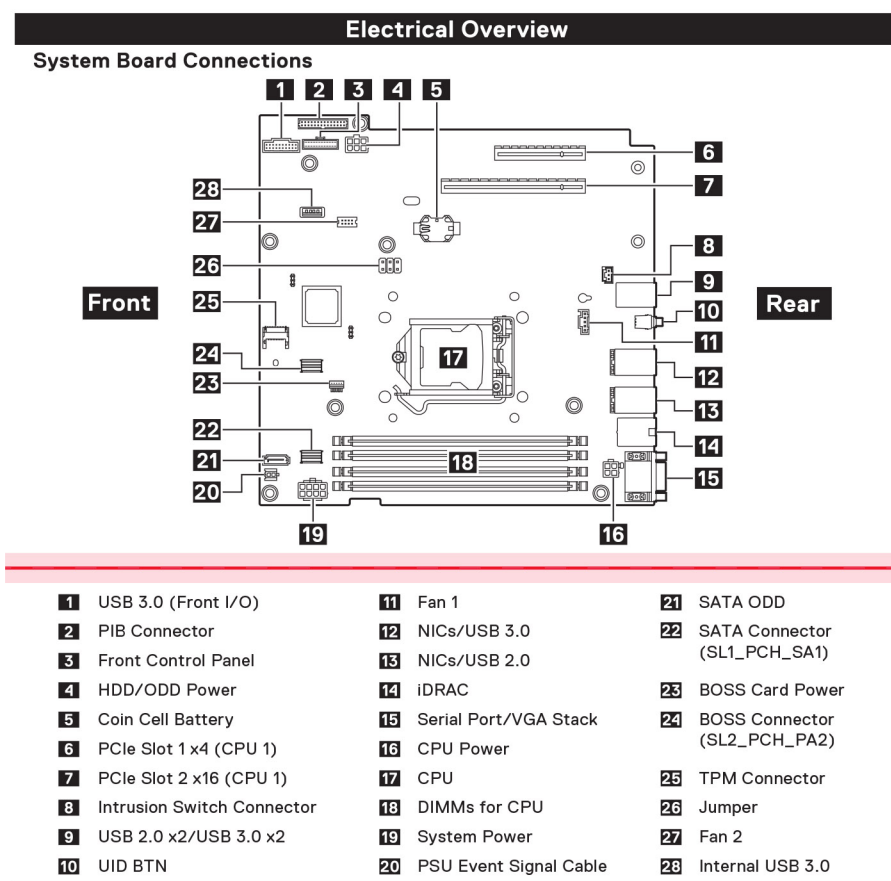 Electrical Overview
System Board Connections
1 2 3 4 5
6
7
28
27
8
26
9
Front
25
10
Rear
11
24
17
12
23
13
22
14
21
18
20
15
19
16
1 USB 3.0 (Front I/O)
2 PIB Connector
3 Front Control Panel
4 HDD/ODD Power
5 Coin Cell Battery
6 PCIe Slot 1 x4 (CPU 1)
7 PCIe Slot 2 x16 (CPU 1)
8 Intrusion Switch Connector
9 USB 2.0 x2/USB 3.0 x2
10 UID BTN
11 Fan 1
12 NICs/USB 3.0
13 NICs/USB 2.0
14 iDRAC
15 Serial Port/VGA Stack
16 CPU Power
17 CPU
18 DIMMs for CPU
19 System Power
20 PSU Event Signal Cable
21 SATA ODD
22 SATA Connector
(SL1_PCH_SA1)
23 BOSS Card Power
24 BOSS Connector
(SL2_PCH_PA2)
25 TPM Connector
26 Jumper
27 Fan 2
28 Internal USB 3.0